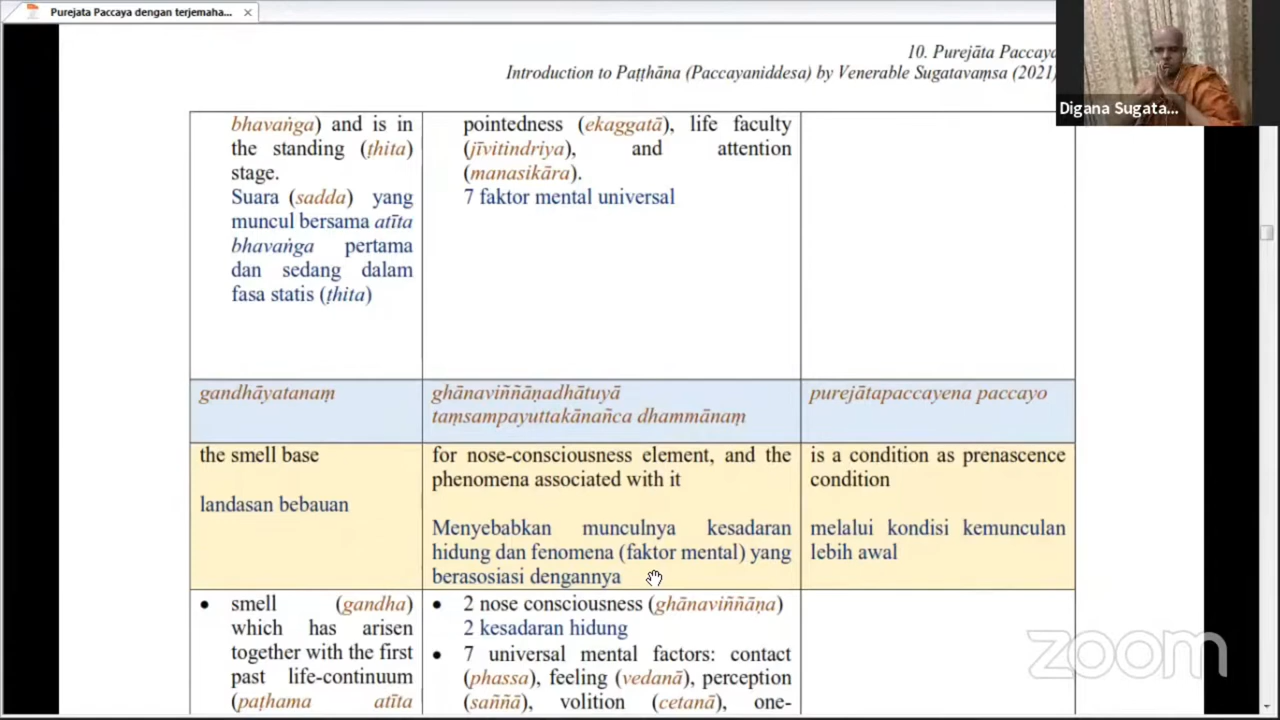 Purejata Paccaya dengan terjemaha...
10. Purejāta Paccaya
Introduction to Paṭṭhāna (Paccayaniddesa) by Venerable Sugatavaṃsa (2021)
Digana Sugata...
bhavaṅga) and is in
the standing (ṭhita)
stage.
Suara (sadda) yang
muncul bersama atīta
bhavaṅga pertama
dan sedang dalam
fasa statis (ṭhita)
pointedness (ekaggatā), life faculty
(jīvitindriya), and attention
(manasikāra).
7 faktor mental universal
gandhāyatanaṃ
ghānaviññāṇadhātuyā
taṃsampayuttakānañca dhammānaṃ
purejātapaccayena paccayo
the smell base
landasan bebauan
for nose-consciousness element, and the
phenomena associated with it
Menyebabkan munculnya kesadaran
hidung dan fenomena (faktor mental) yang
berasosiasi dengannya
is a condition as prenascence
condition
melalui kondisi kemunculan
lebih awal
• smell (gandha)
which has arisen
together with the first
past life-continuum
(paṭhama atīta
• 2 nose consciousness (ghānaviññāṇa)
2 kesadaran hidung
• 7 universal mental factors: contact
(phassa), feeling (vedanā), perception
(saññā), volition (cetanā), one-
zoom